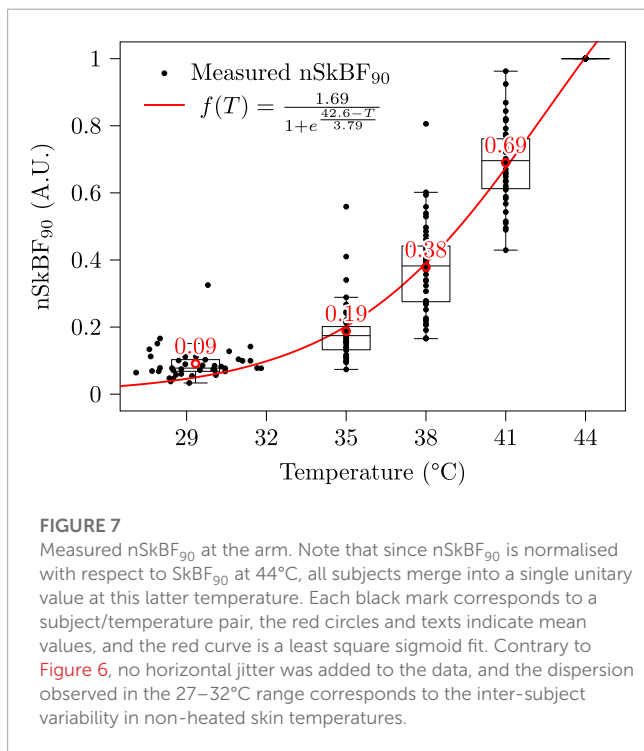 1
0.8
0.6
0.4
0.2
0
nSkBF90 (A.U.)
Measured nSkBF90
f(T) = 1.69 / 1+e^((42.6−T)/3.79)
0.09
0.19
0.38
0.69
29 32 35 38 41 44
Temperature (°C)
FIGURE 7
Measured nSkBF90 at the arm. Note that since nSkBF90 is normalised
with respect to SkBF90 at 44°C, all subjects merge into a single unitary
value at this latter temperature. Each black mark corresponds to a
subject/temperature pair, the red circles and texts indicate mean
values, and the red curve is a least square sigmoid fit. Contrary to
Figure 6, no horizontal jitter was added to the data, and the dispersion
observed in the 27–32°C range corresponds to the inter-subject
variability in non-heated skin temperatures.